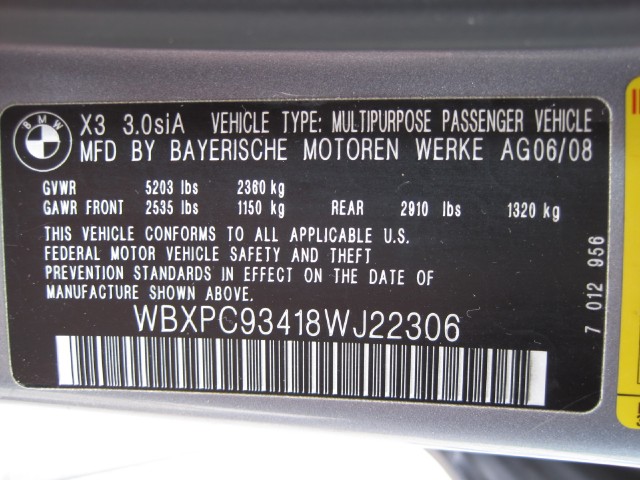 BMW
X3 3.0siA VEHICLE TYPE: MULTIPURPOSE PASSENGER VEHICLE
MFD BY BAYERISCHE MOTOREN WERKE AG06/08
GVWR 5203 lbs 2360 kg
GAWR FRONT 2535 lbs 1150 kg REAR 2910 lbs 1320 kg
THIS VEHICLE CONFORMS TO ALL APPLICABLE U.S.
FEDERAL MOTOR VEHICLE SAFETY AND THEFT
PREVENTION STANDARDS IN EFFECT ON THE DATE OF
MANUFACTURE SHOWN ABOVE.
WBXPC93418WJ22306
7 012 956